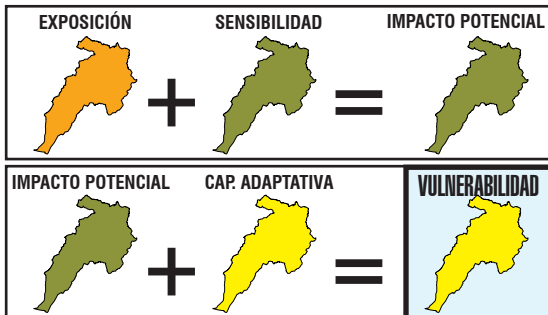 EXPOSICIÓN SENSIBILIDAD IMPACTO POTENCIAL
+ =
IMPACTO POTENCIAL CAP. ADAPTATIVA VULNERABILIDAD
+ =